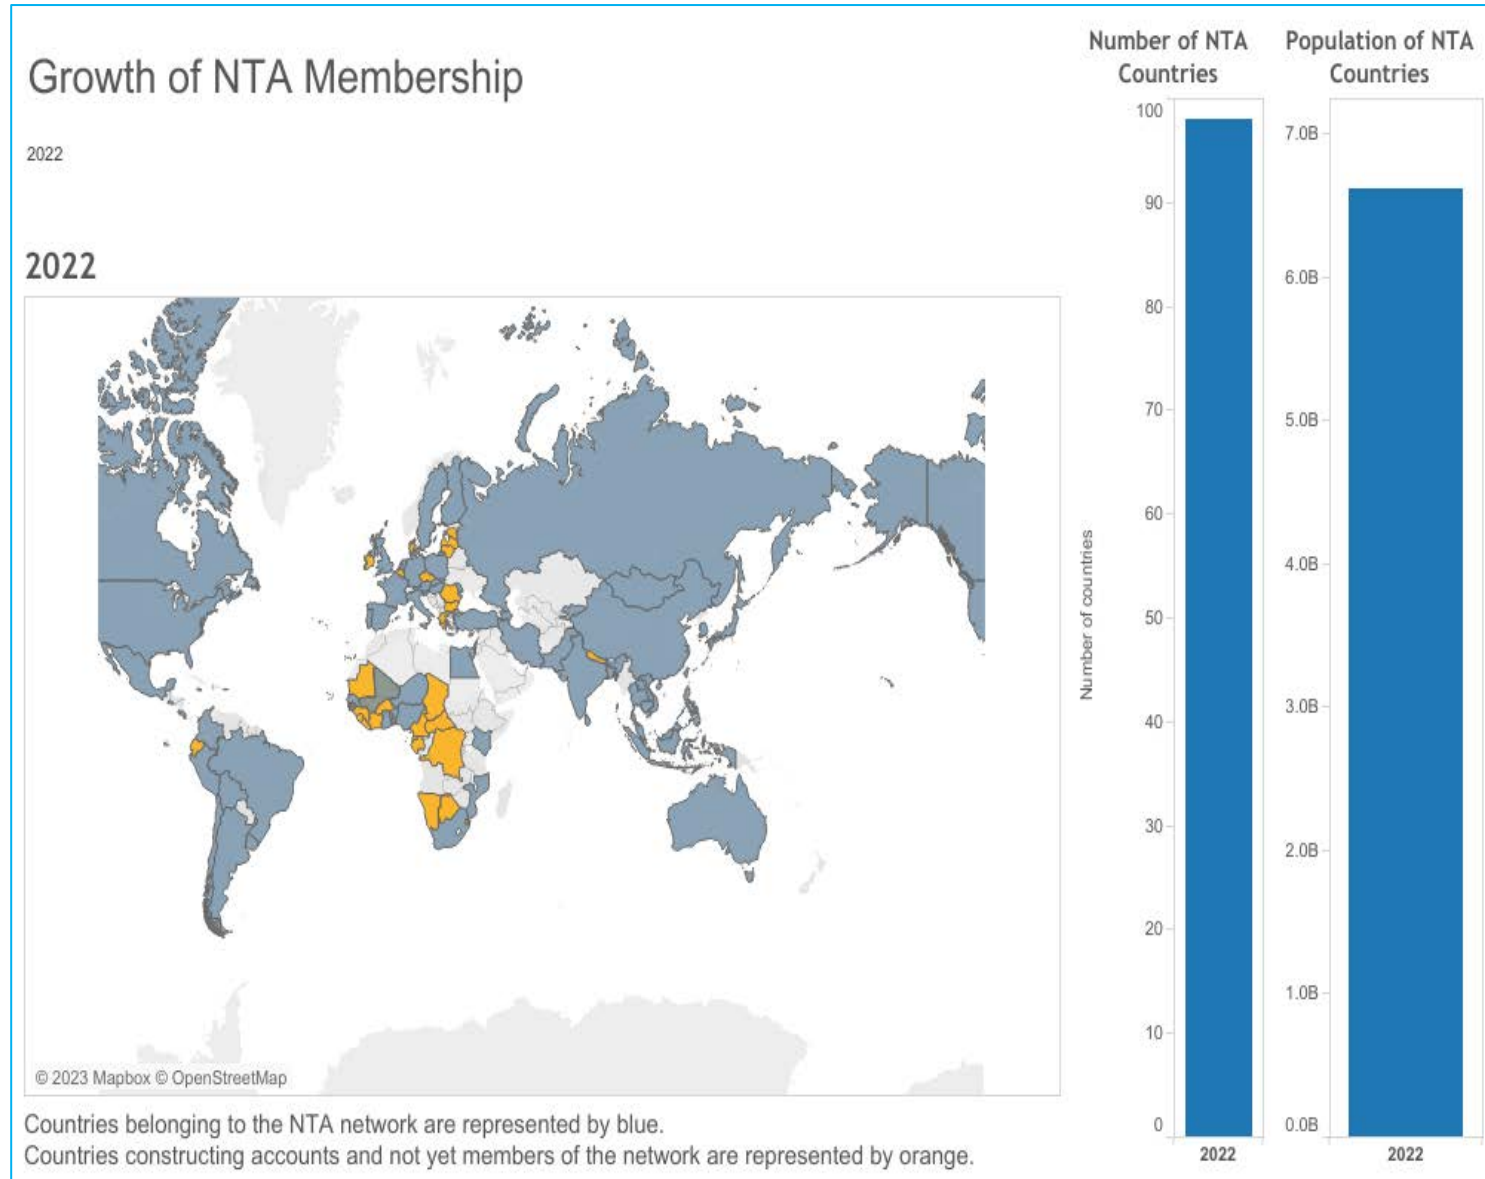 Growth of NTA Membership
2022
2022
© 2023 Mapbox © OpenStreetMap
Countries belonging to the NTA network are represented by blue.
Countries constructing accounts and not yet members of the network are represented by orange.
Number of NTA
Countries
Number of countries
100
90
80
70
60
50
40
30
20
10
0
2022
Population of NTA
Countries
7.0B
6.0B
5.0B
4.0B
3.0B
2.0B
1.0B
0.0B
2022